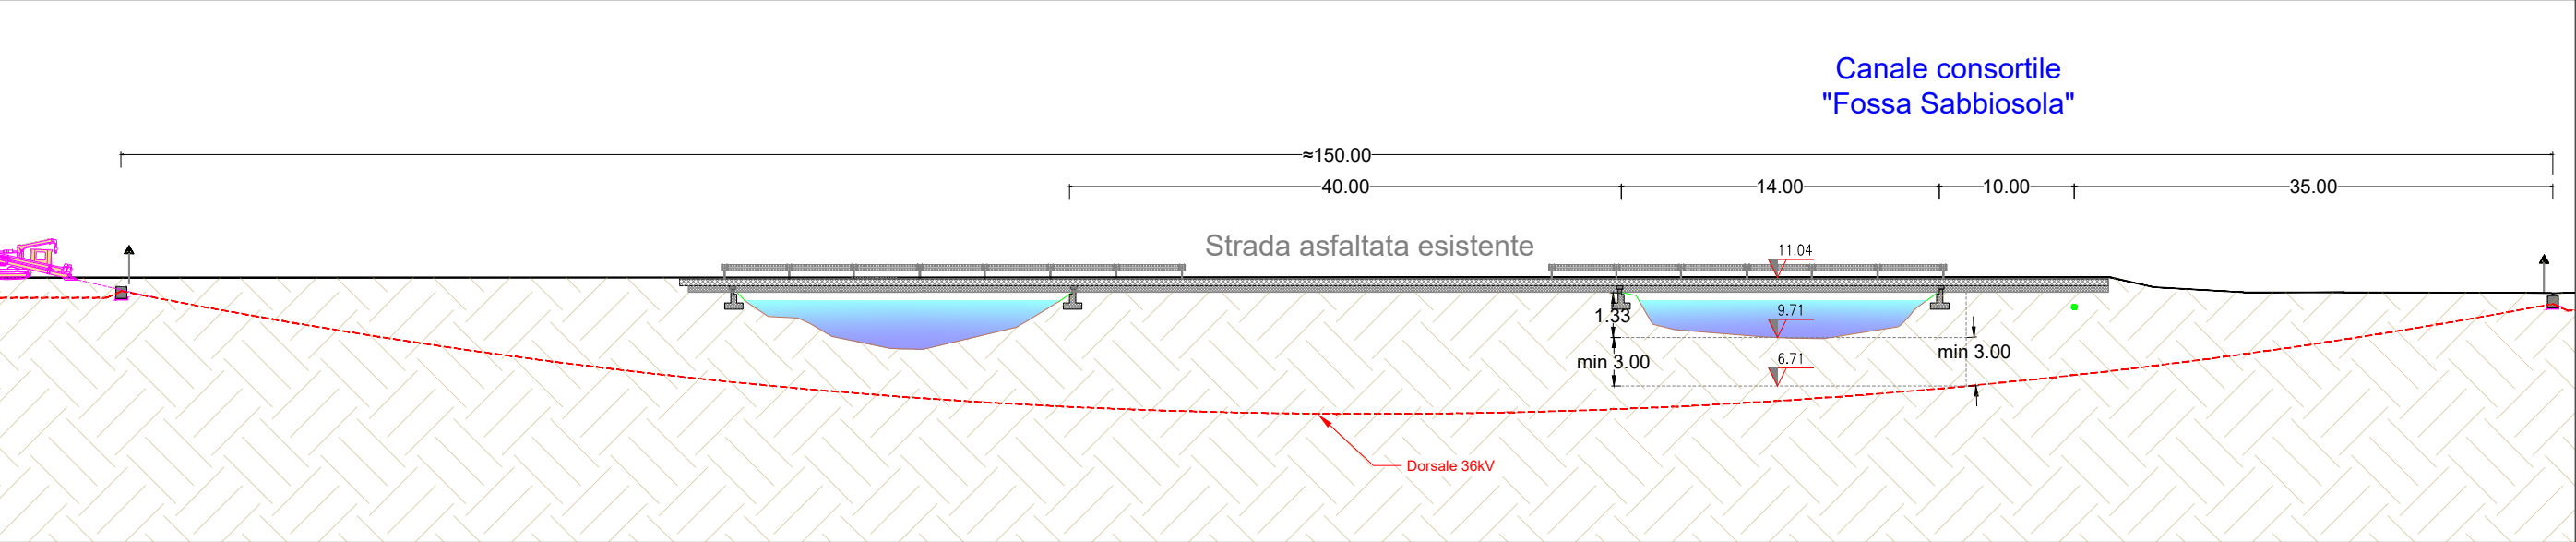 Canale consortile
"Fossa Sabbiosola"
≈150.00
40.00
14.00
10.00
35.00
Strada asfaltata esistente
11.04
1.33
9.71
min 3.00
min 3.00
6.71
Dorsale 36kV